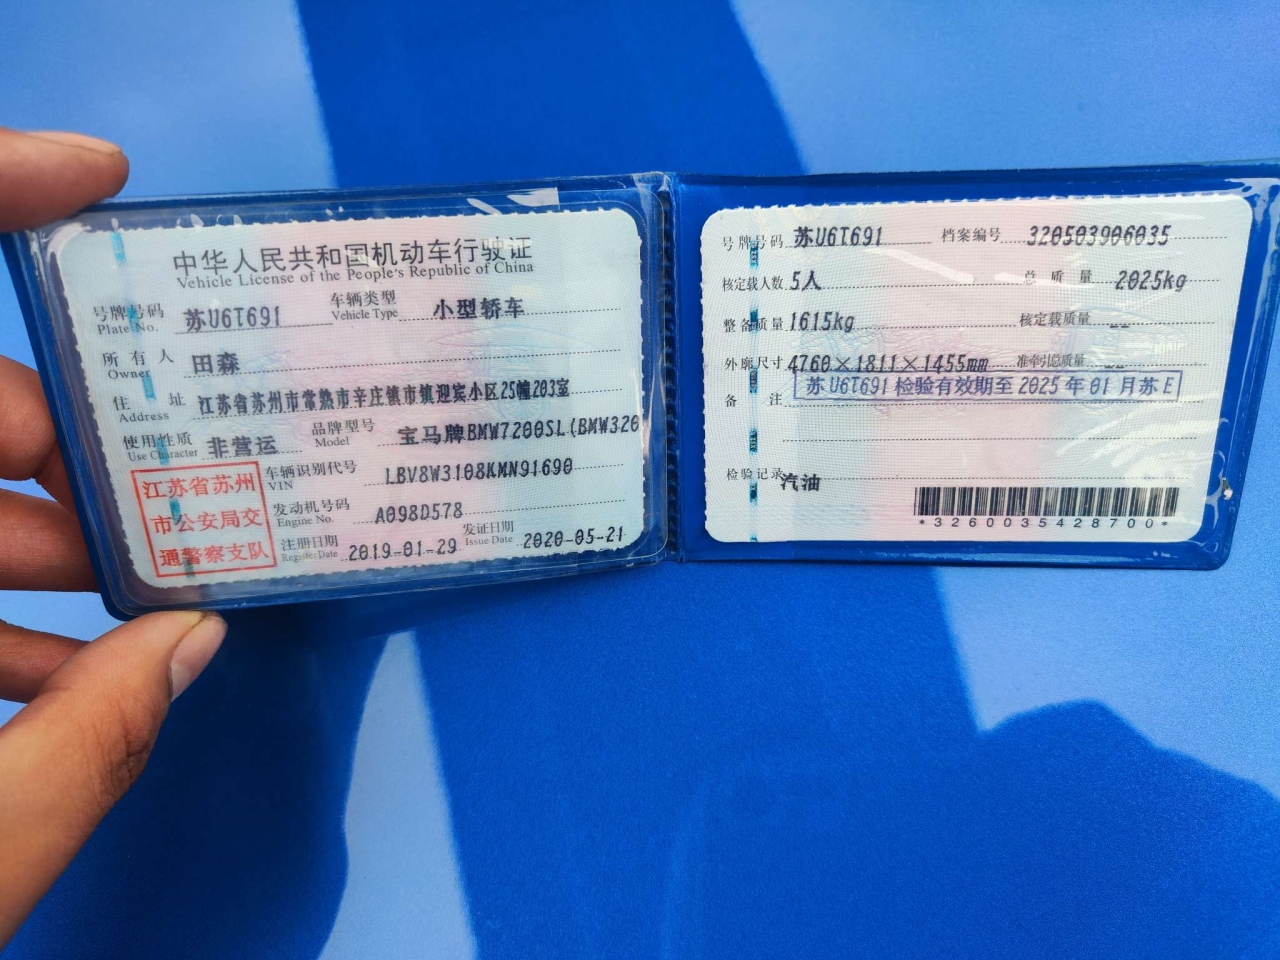 中华人民共和国机动车行驶证
Vehicle License of the People's Republic of China
号牌号码 苏U6T691 车辆类型 小型轿车
Plate No. Vehicle Type
所有人 田森
Owner
住址 江苏省苏州市常熟市辛庄镇市镇迎宾小区25幢203室
Address
使用性质 非营运 品牌型号 宝马牌BMW7200SL(BMW320
Use Character Model
江苏省苏州
市公安局交
通警察支队
车辆识别代号 LBV8W3108KMN91690
VIN
发动机号码 A098D578
Engine No.
注册日期 2019-01-29 发证日期 2020-05-21
Register Date Issue Date
号牌号码 苏U6T691 档案编号 320503906035
核定载人数 5人 总质量 2025kg
整备质量 1615kg 核定载质量 --
外廓尺寸 4760×1811×1455mm 准牵引总质量 --
苏U6T691 检验有效期至 2025年01月苏E
备注
检验记录
汽油
*3260035428700*